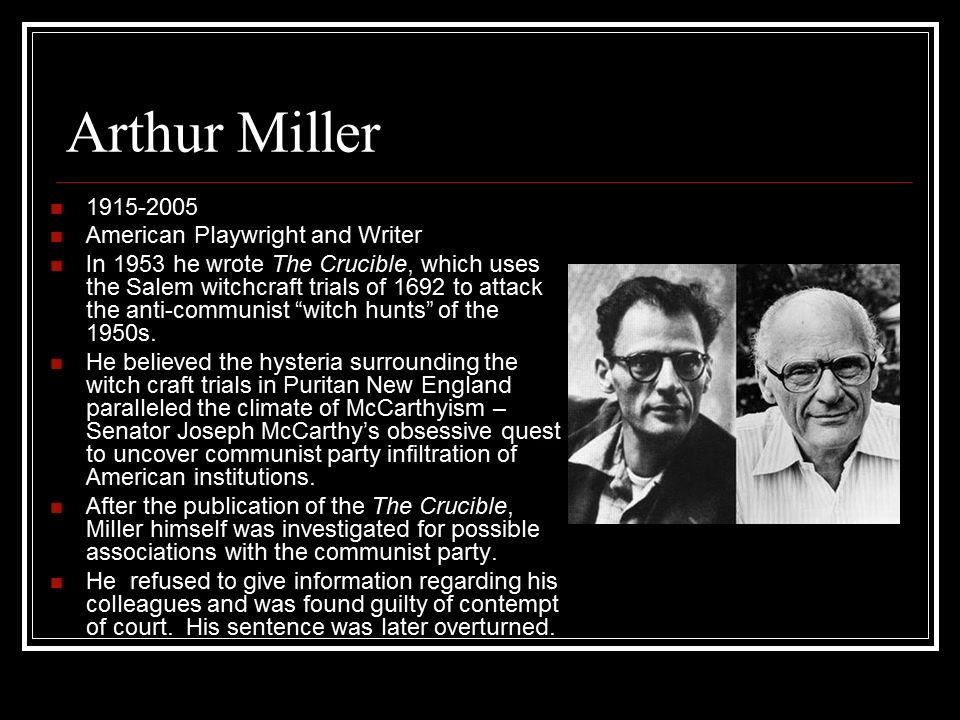 Arthur Miller
1915-2005
American Playwright and Writer
In 1953 he wrote The Crucible, which uses
the Salem witchcraft trials of 1692 to attack
the anti-communist “witch hunts” of the
1950s.
He believed the hysteria surrounding the
witch craft trials in Puritan New England
paralleled the climate of McCarthyism –
Senator Joseph McCarthy’s obsessive quest
to uncover communist party infiltration of
American institutions.
After the publication of the The Crucible,
Miller himself was investigated for possible
associations with the communist party.
He refused to give information regarding his
colleagues and was found guilty of contempt
of court. His sentence was later overturned.